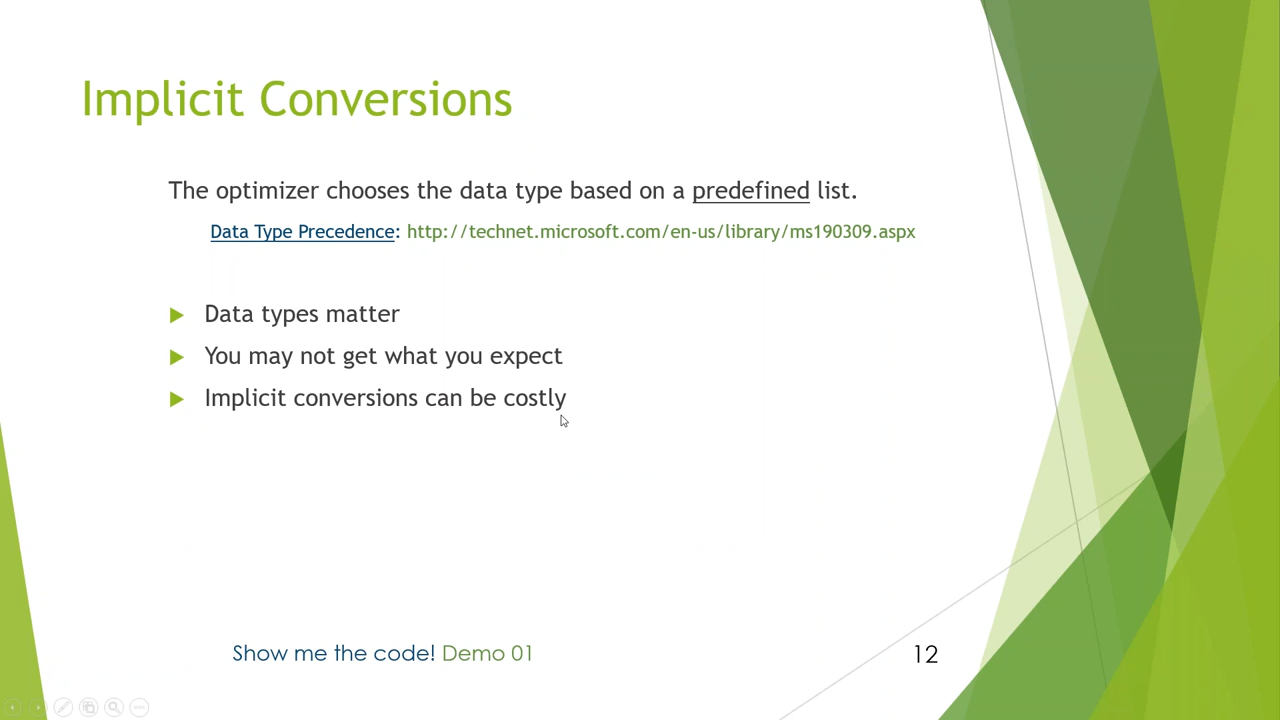 Implicit Conversions
The optimizer chooses the data type based on a predefined list.
Data Type Precedence: http://technet.microsoft.com/en-us/library/ms190309.aspx
Data types matter
You may not get what you expect
Implicit conversions can be costly
Show me the code! Demo 01
12